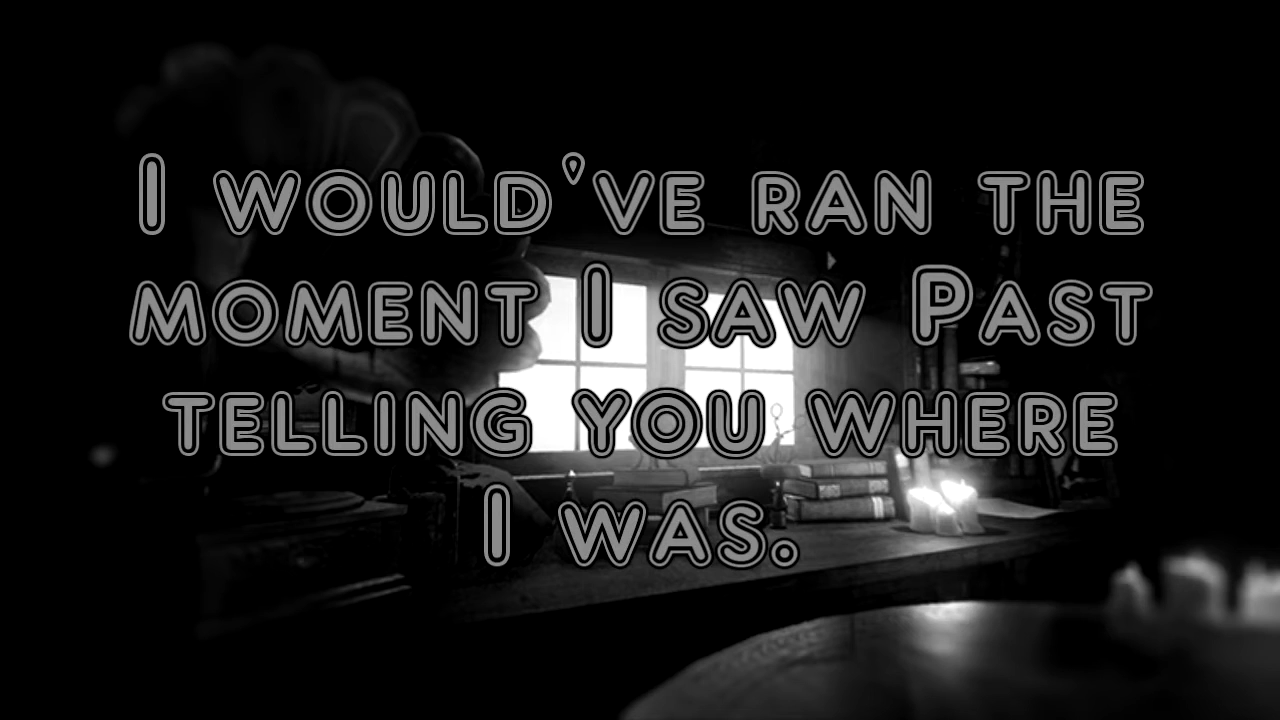 I would've ran the
moment I saw Past
telling you where
I was.